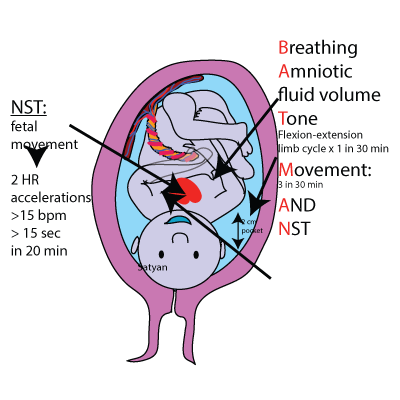 NST:
fetal
movement
2 HR
accelerations
>15 bpm
> 15 sec
in 20 min
Breathing
Amniotic
fluid volume
Tone
Flexion-extension
limb cycle x 1 in 30 min
Movement:
3 in 30 min
AND
NST
2 cm
pocket
Satyan